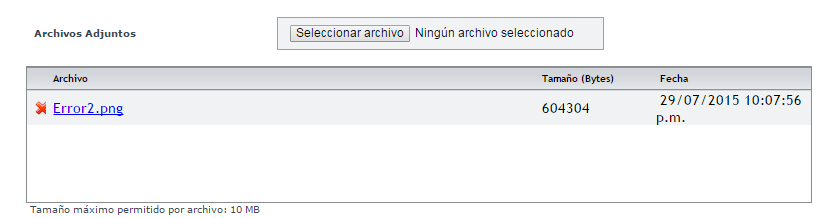 Archivos Adjuntos Seleccionar archivo Ningún archivo seleccionado
Archivo Tamaño (Bytes) Fecha
Error2.png 604304 29/07/2015 10:07:56
p.m.
Tamaño máximo permitido por archivo: 10 MB